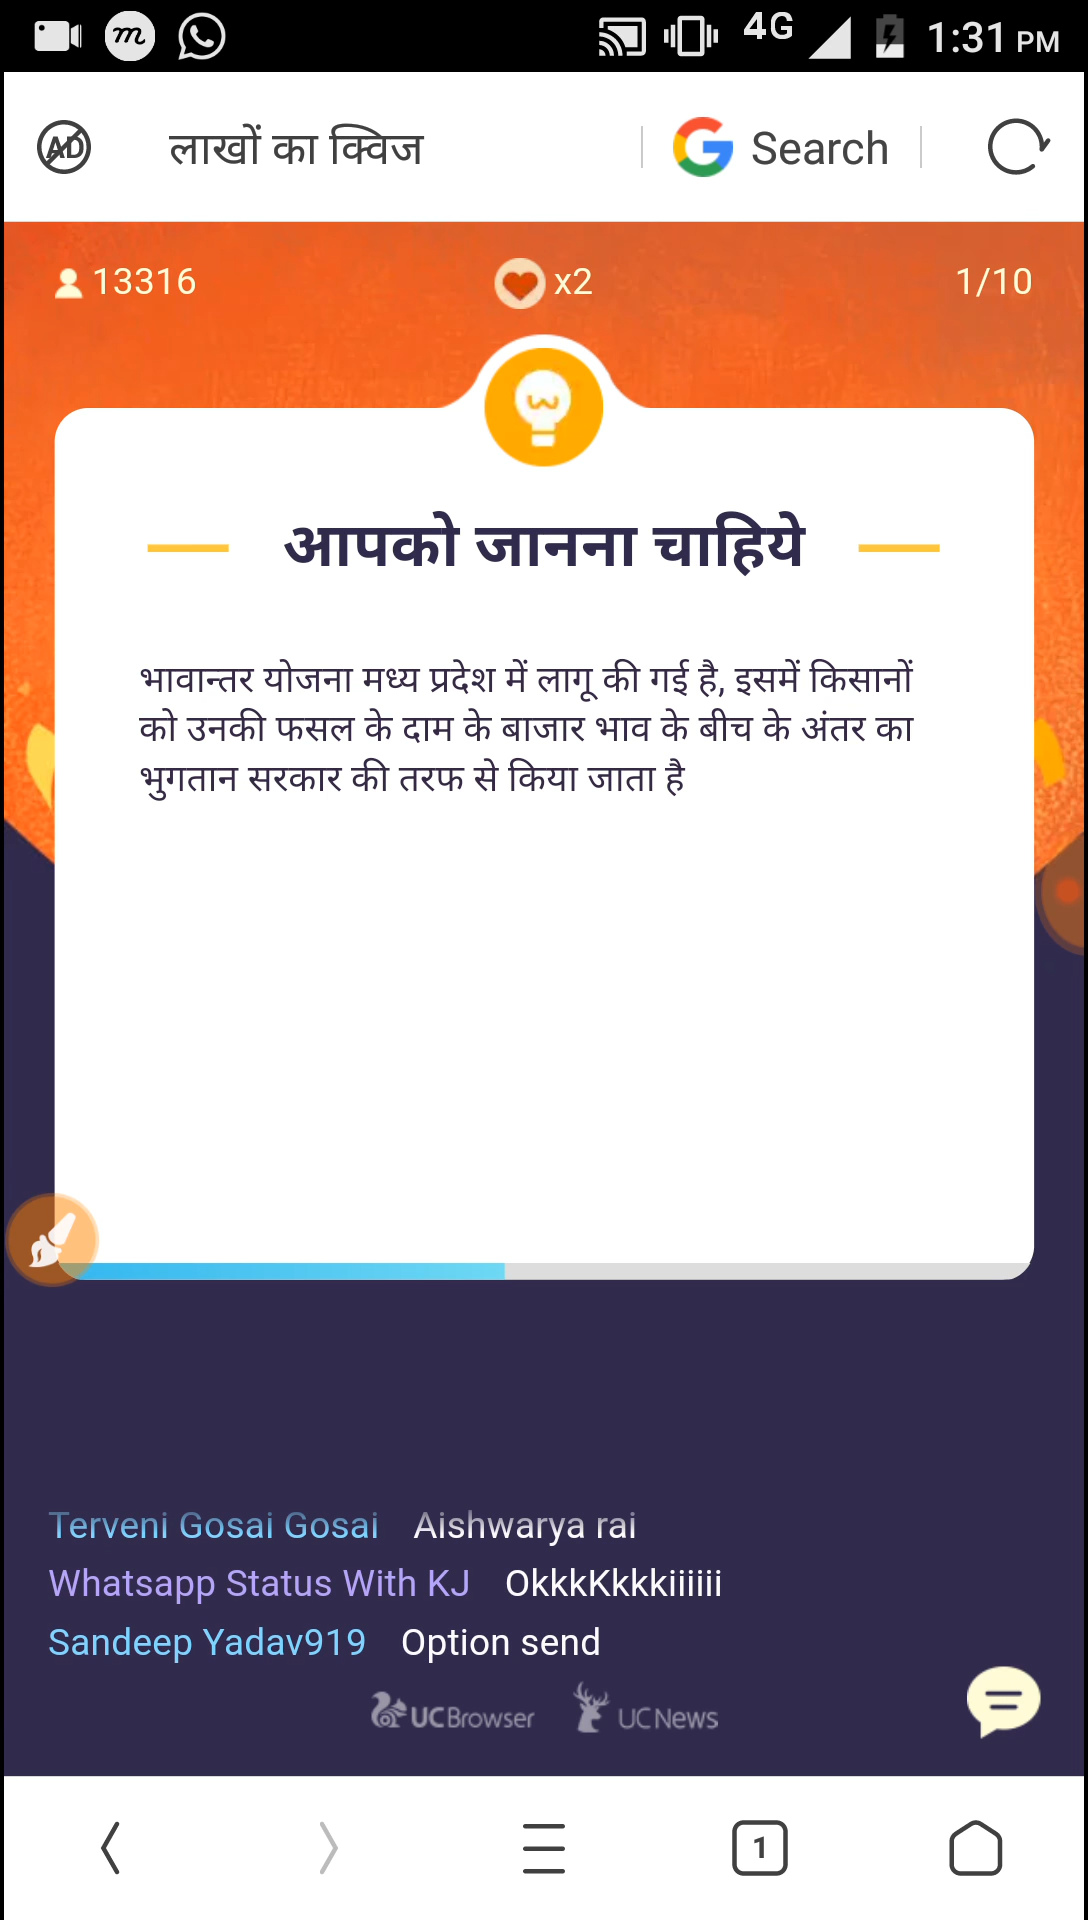 4G 1:31 PM
AD लाखों का क्विज Search
13316 x2 1/10
आपको जानना चाहिये
भावान्तर योजना मध्य प्रदेश में लागू की गई है, इसमें किसानों
को उनकी फसल के दाम के बाजार भाव के बीच के अंतर का
भुगतान सरकार की तरफ से किया जाता है
Terveni Gosai Gosai Aishwarya rai
Whatsapp Status With KJ OkkkKkkkiiiiii
Sandeep Yadav919 Option send
UCBrowser UCNews
1